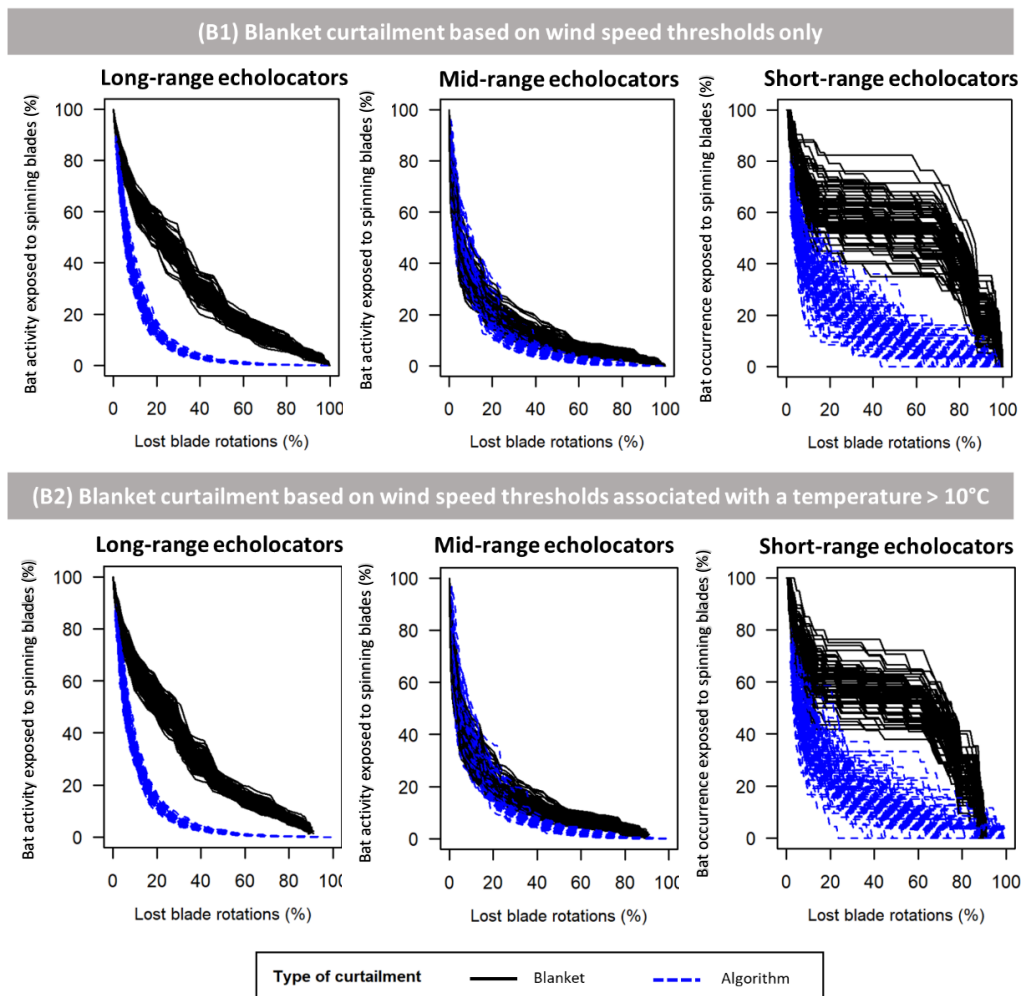 (B1) Blanket curtailment based on wind speed thresholds only
Long-range echolocators
Mid-range echolocators
Short-range echolocators
Bat activity exposed to spinning blades (%)
100
80
60
40
20
0
0 20 40 60 80 100
Lost blade rotations (%)
Bat activity exposed to spinning blades (%)
100
80
60
40
20
0
0 20 40 60 80 100
Lost blade rotations (%)
Bat occurrence exposed to spinning blades (%)
100
80
60
40
20
0
0 20 40 60 80 100
Lost blade rotations (%)
(B2) Blanket curtailment based on wind speed thresholds associated with a temperature > 10°C
Long-range echolocators
Mid-range echolocators
Short-range echolocators
Bat activity exposed to spinning blades (%)
100
80
60
40
20
0
0 20 40 60 80 10
Lost blade rotations (%)
Bat activity exposed to spinning blades (%)
100
80
60
40
20
0
0 20 40 60 80 100
Lost blade rotations (%)
Bat occurrence exposed to spinning blades (%)
100
80
60
40
20
0
0 20 40 60 80 100
Lost blade rotations (%)
Type of curtailment Blanket Algorithm